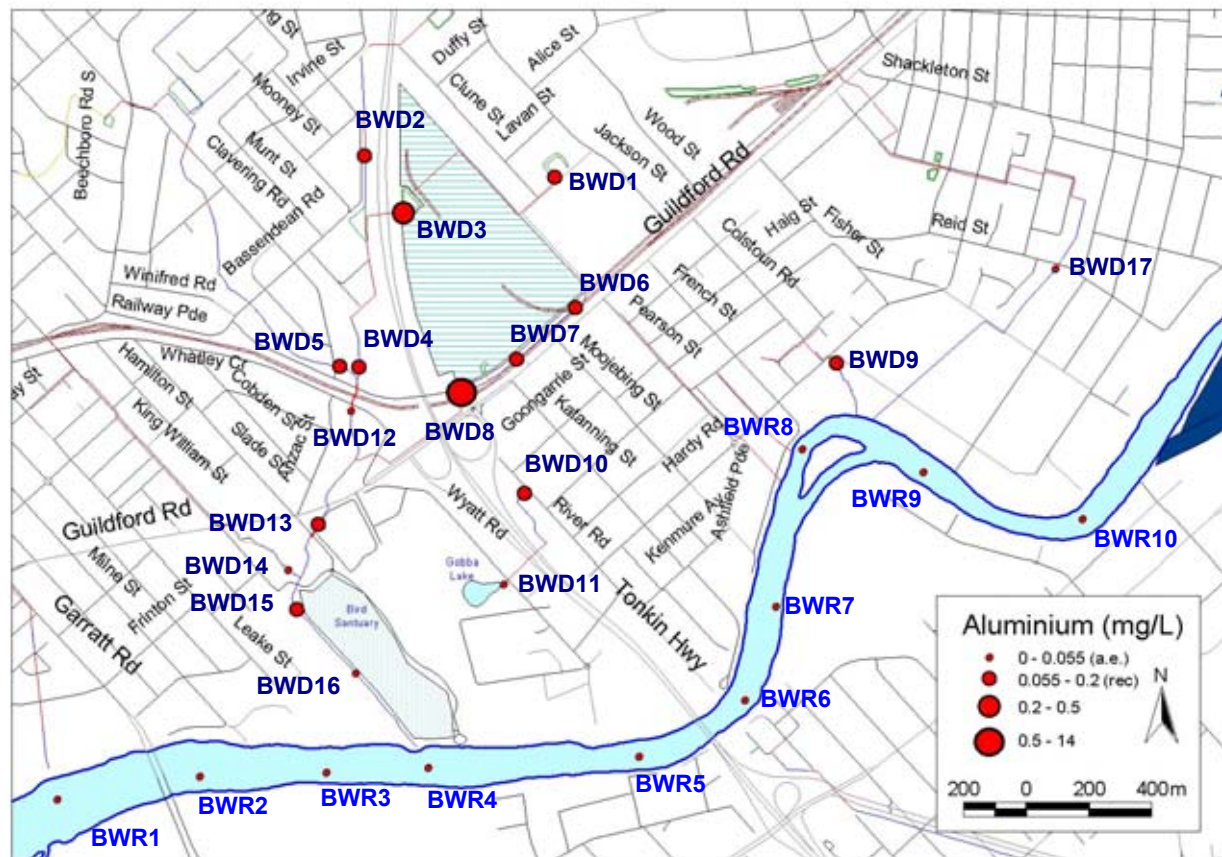 Irvine St
Duffy St
Alice St
Mooney St
Clune St
Shackleton St
Beechboro Rd S
BWD2
Lavan St
Wood St
Munt St
Jackson St
Clavering Rd
BWD1
Guildford Rd
Bassendean Rd
BWD3
Haig St
Fisher St
Reid St
Colstoun Rd
Winifred Rd
BWD17
Railway Pde
BWD6
French St
Pearson St
BWD5
BWD4
BWD7
Moojebing St
BWD9
Whatley Cr
Hamilton St
Cobden St
Goongarrie St
King William St
Slade St
Anzac St
BWD12
BWD8
Katanning St
Hardy Rd
BWR8
BWD10
Ashfield Pde
BWR9
Wyatt Rd
River Rd
Kenmure Av
BWR10
Guildford Rd
BWD13
Milne St
BWD14
Gobba
Lake
BWD11
Frinton St
BWD15
Bird
Santuary
Tonkin Hwy
BWR7
Garratt Rd
Leake St
BWD16
BWR6
BWR5
BWR4
BWR3
BWR2
BWR1
Aluminium (mg/L)
0 - 0.055 (a.e.)
0.055 - 0.2 (rec)
0.2 - 0.5
0.5 - 14
N
200 0 200 400m